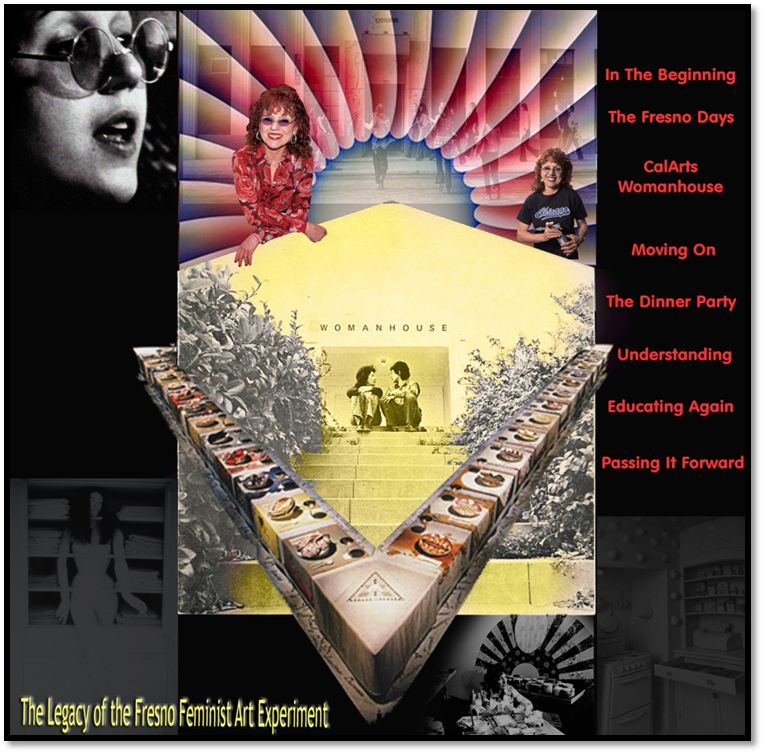 In The Beginning
The Fresno Days
CalArts
Womanhouse
Moving On
The Dinner Party
Understanding
Educating Again
Passing It Forward
Chicago
WOMANHOUSE
The Legacy of the Fresno Feminist Art Experiment